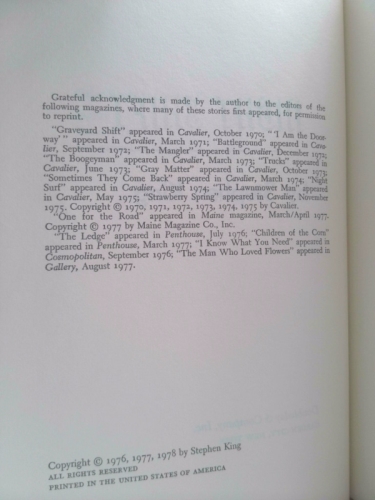 Grateful acknowledgment is made by the author to the editors of the
following magazines, where many of these stories first appeared, for permission
to reprint.
"Graveyard Shift" appeared in Cavalier, October 1970; "I Am the Door-
way" appeared in Cavalier, March 1971; "Battleground" appeared in Cava-
lier, September 1972; "The Mangler" appeared in Cavalier, December 1972;
"The Boogeyman" appeared in Cavalier, March 1973; "Trucks" appeared in
Cavalier, June 1973; "Gray Matter" appeared in Cavalier, October 1973;
"Sometimes They Come Back" appeared in Cavalier, March 1974; "Night
Surf" appeared in Cavalier, August 1974; "The Lawnmower Man" appeared
in Cavalier, May 1975; "Strawberry Spring" appeared in Cavalier, November
1975. Copyright © 1970, 1971, 1972, 1973, 1974, 1975 by Cavalier.
"One for the Road" appeared in Maine magazine, March/April 1977.
Copyright © 1977 by Maine Magazine Co., Inc.
"The Ledge" appeared in Penthouse, July 1976; "Children of the Corn"
appeared in Penthouse, March 1977; "I Know What You Need" appeared in
Cosmopolitan, September 1976; "The Man Who Loved Flowers" appeared in
Gallery, August 1977.
Copyright © 1976, 1977, 1978 by Stephen King
ALL RIGHTS RESERVED
PRINTED IN THE UNITED STATES OF AMERICA